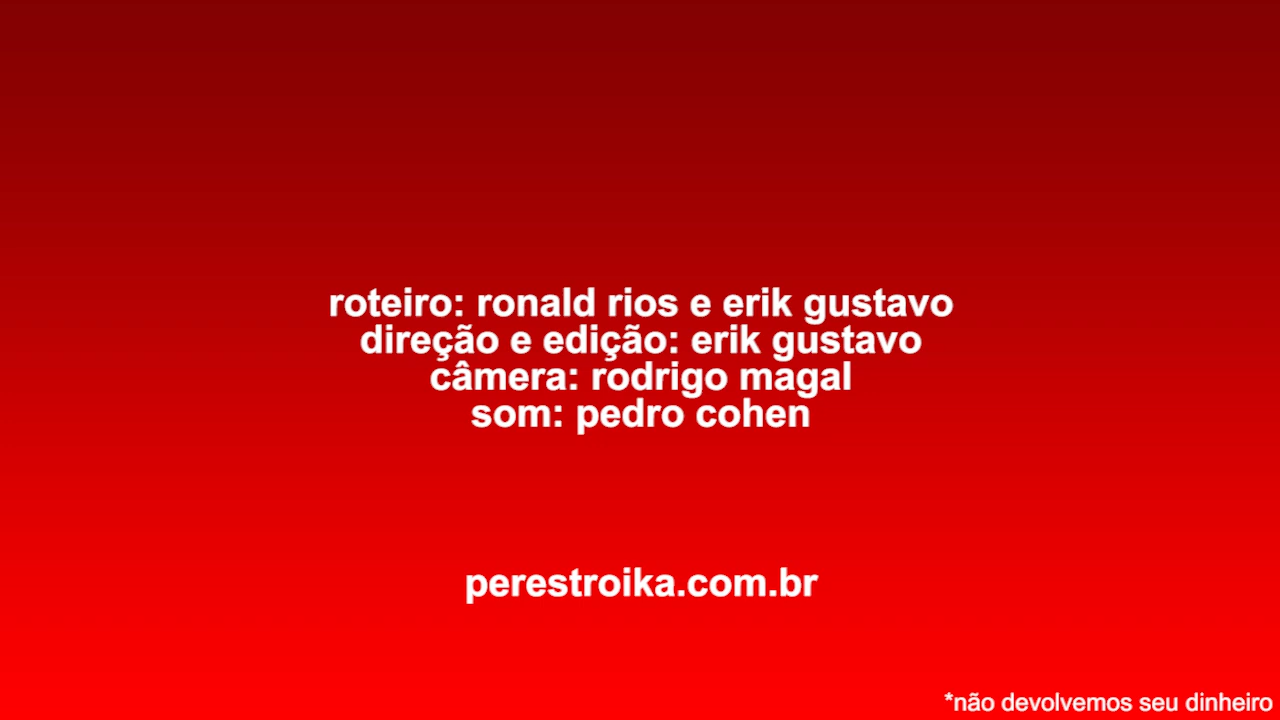 roteiro: ronald rios e erik gustavo
direção e edição: erik gustavo
câmera: rodrigo magal
som: pedro cohen
perestroika.com.br
*não devolvemos seu dinheiro